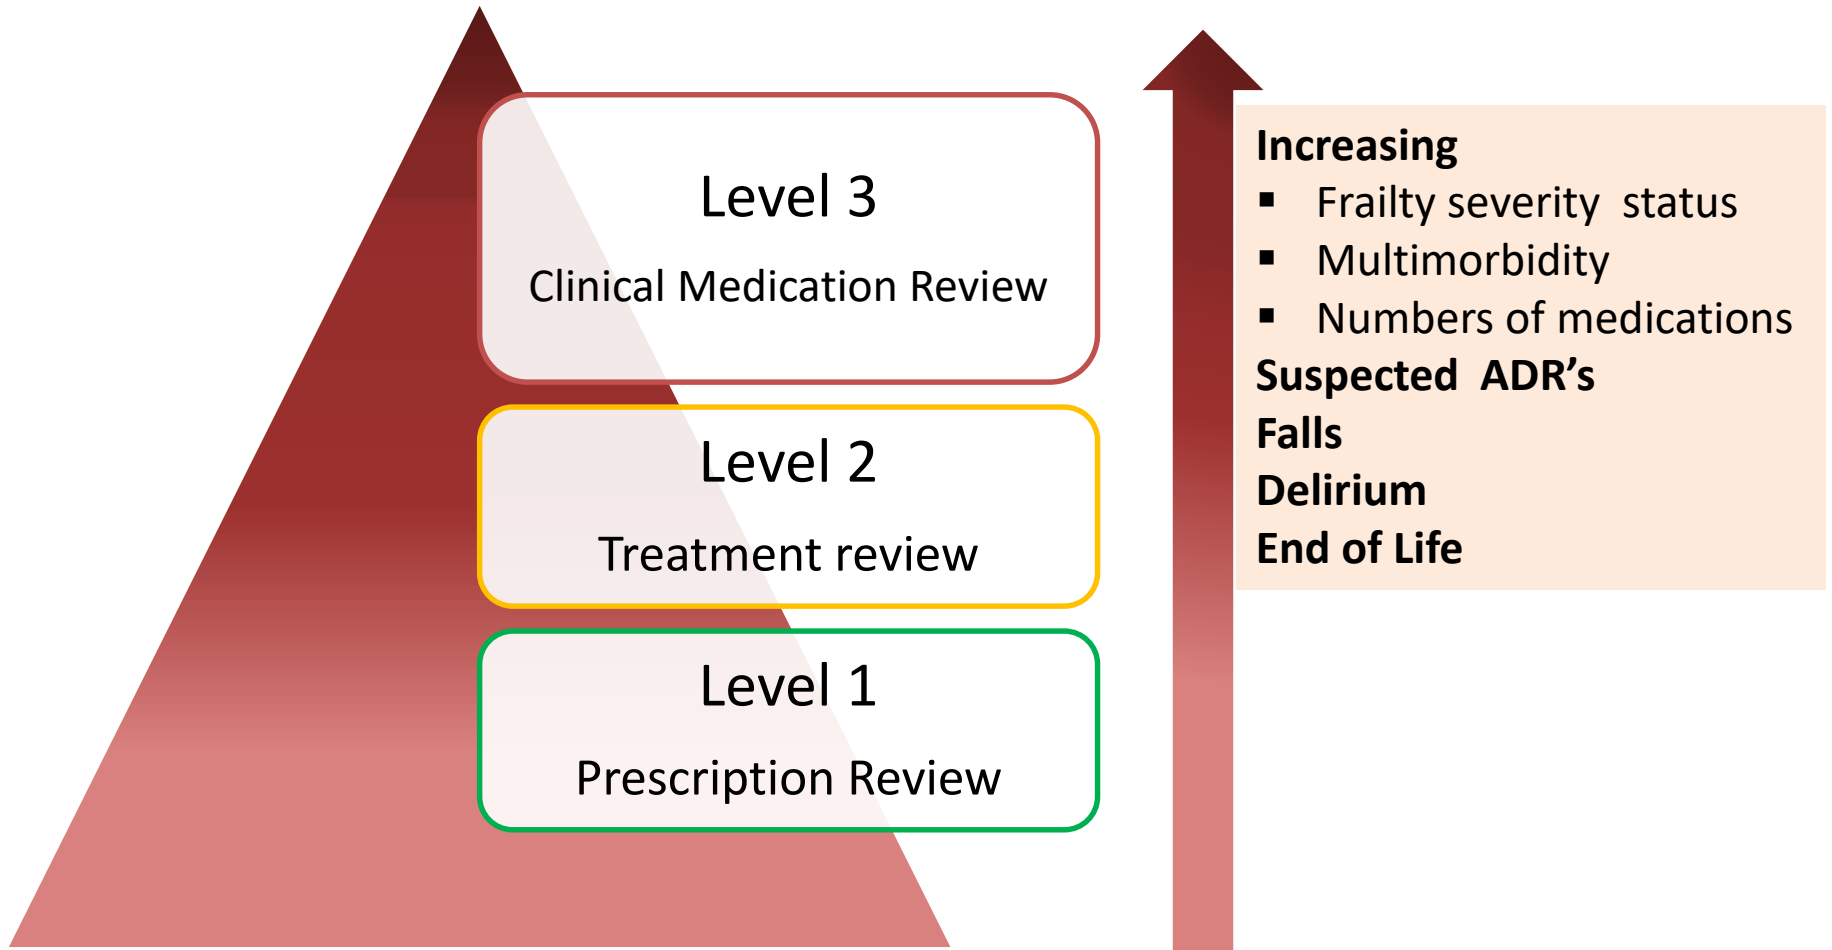 Level 3
Clinical Medication Review
Level 2
Treatment review
Level 1
Prescription Review
Increasing
▪ Frailty severity status
▪ Multimorbidity
▪ Numbers of medications
Suspected ADR’s
Falls
Delirium
End of Life